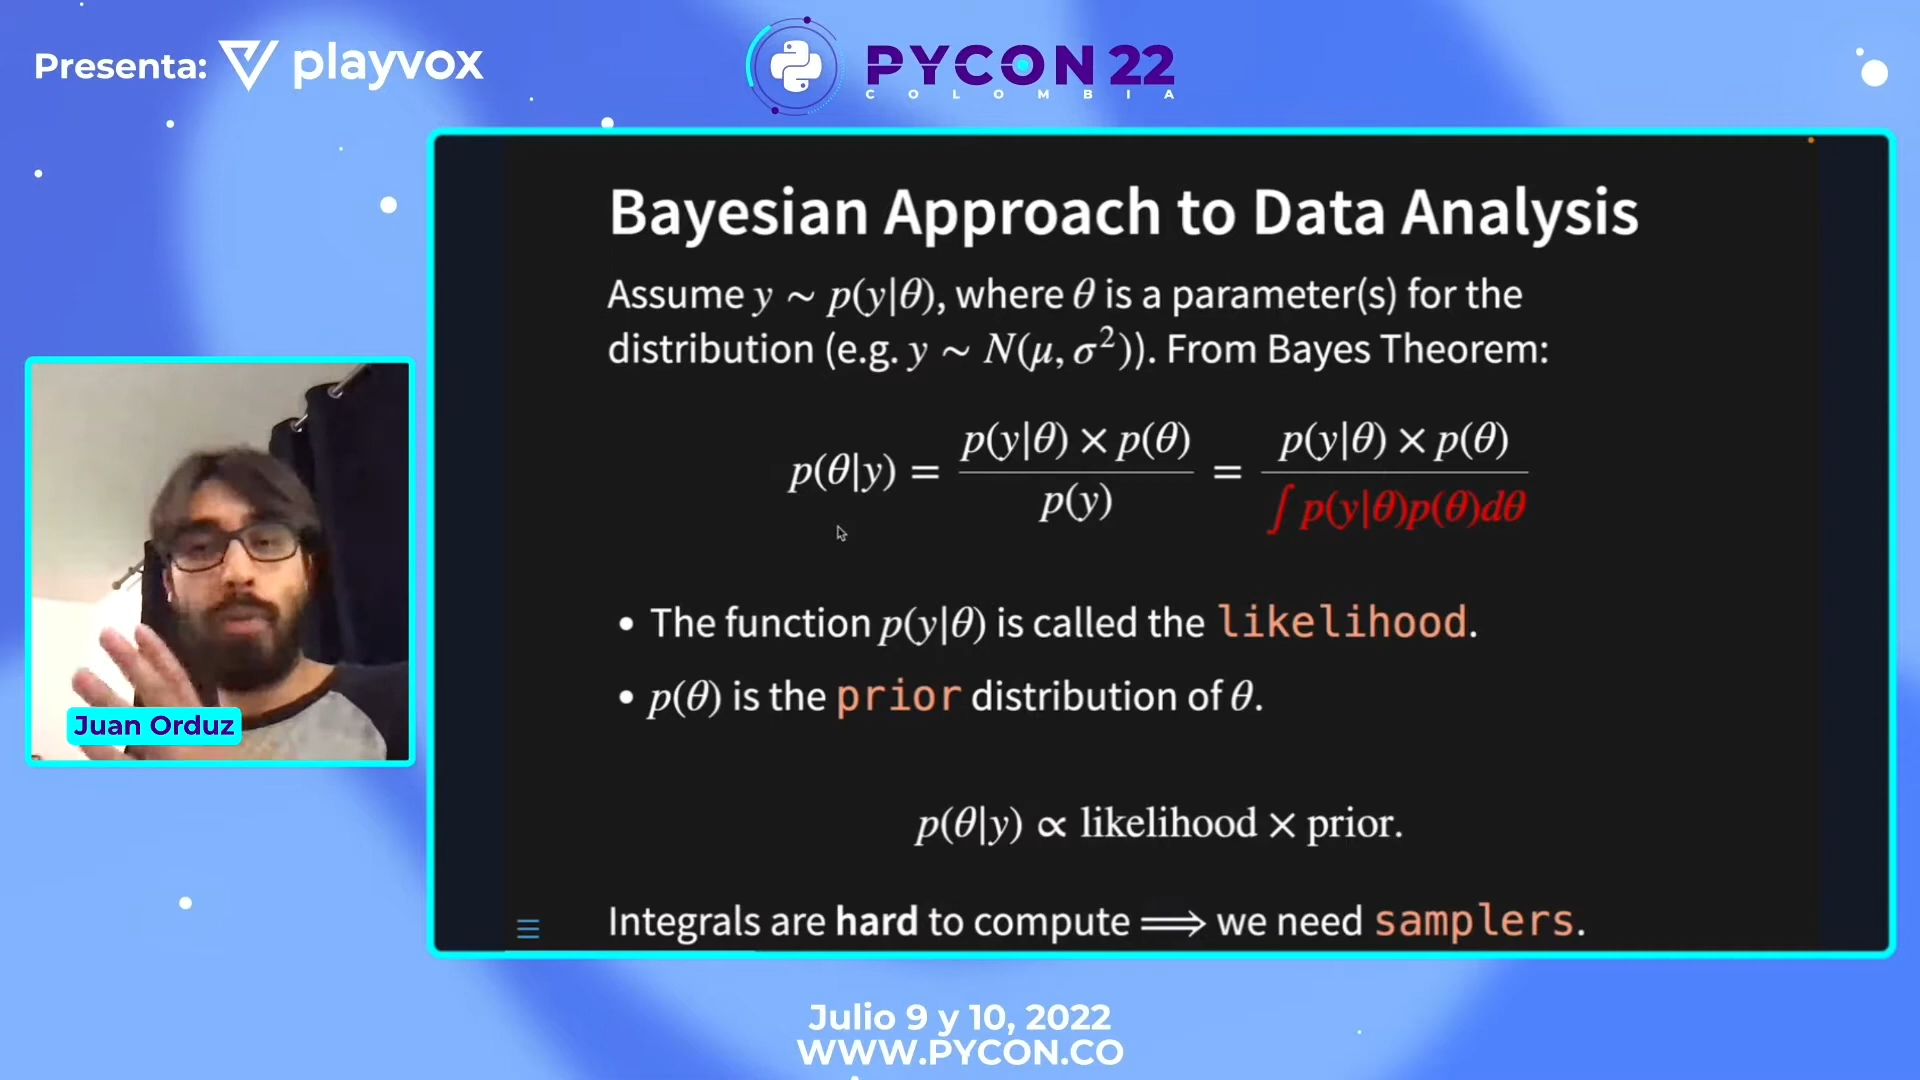 Presenta: playvox
PYCON 22
COLOMBIA
Bayesian Approach to Data Analysis
Assume y ∼ p(y|θ), where θ is a parameter(s) for the
distribution (e.g. y ∼ N(μ, σ²)). From Bayes Theorem:
p(θ|y) = p(y|θ) × p(θ) / p(y) = p(y|θ) × p(θ) / ∫ p(y|θ)p(θ)dθ
• The function p(y|θ) is called the likelihood.
• p(θ) is the prior distribution of θ.
p(θ|y) ∝ likelihood × prior.
Integrals are hard to compute ⟹ we need samplers.
Juan Orduz
Julio 9 y 10, 2022
WWW.PYCON.CO